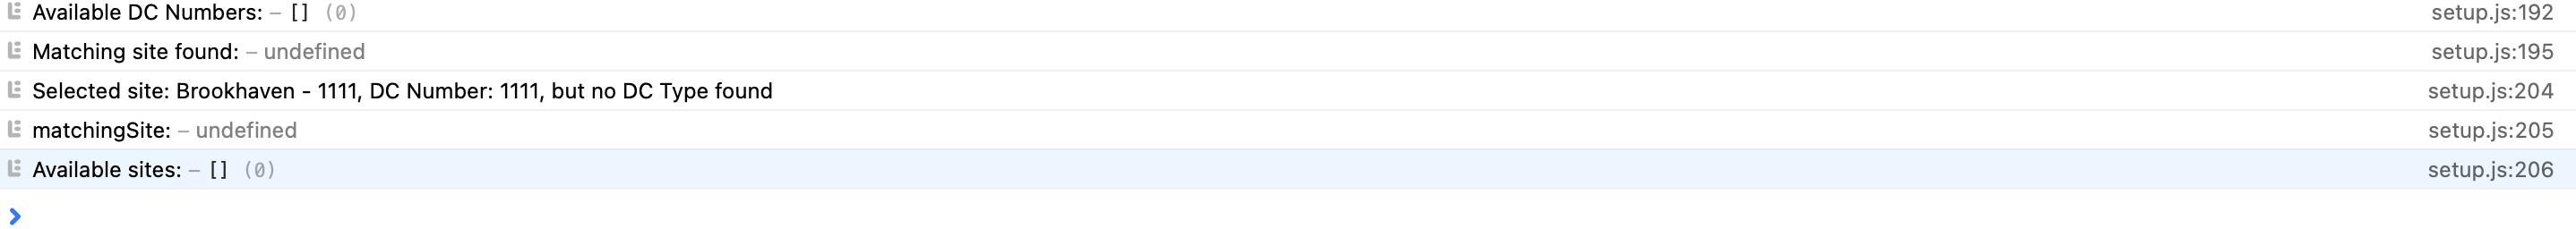 Available DC Numbers: – [] (0) setup.js:192
Matching site found: – undefined setup.js:195
Selected site: Brookhaven - 1111, DC Number: 1111, but no DC Type found setup.js:204
matchingSite: – undefined setup.js:205
Available sites: – [] (0) setup.js:206